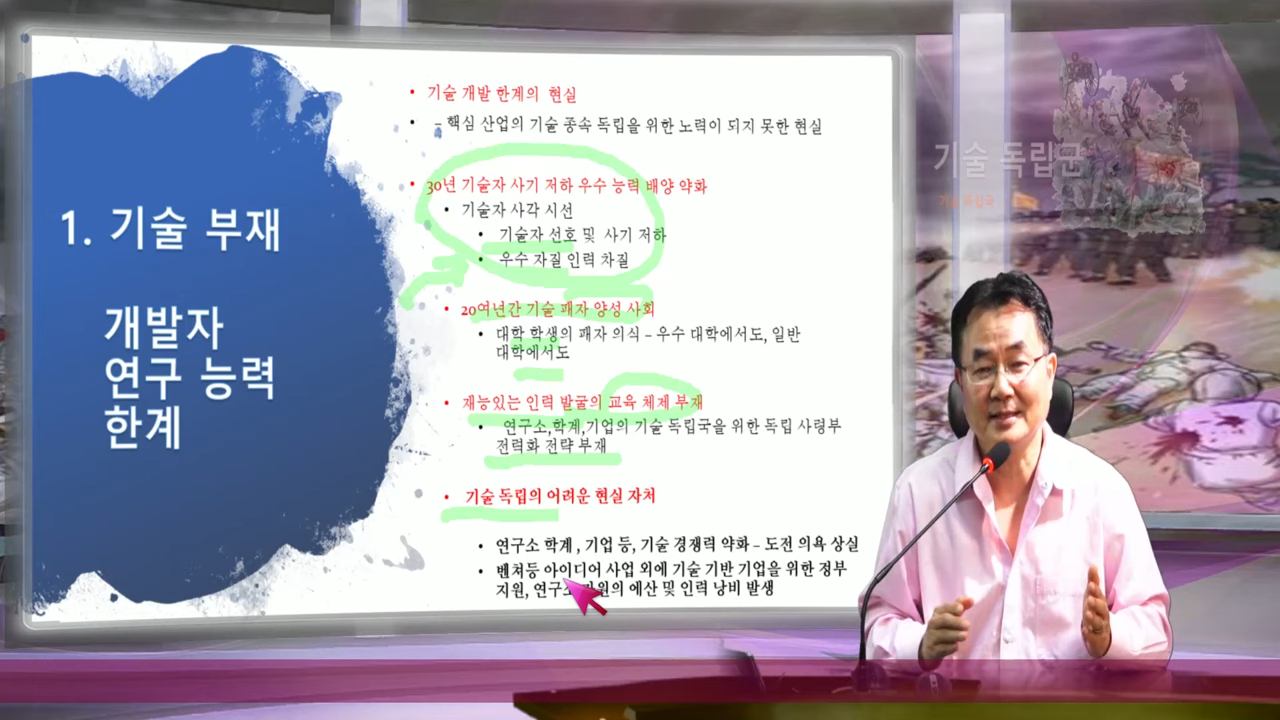 1. 기술 부재
개발자
연구 능력
한계
• 기술 개발 한계의 현실
• – 핵심 산업의 기술 종속 독립을 위한 노력이 되지 못한 현실
• 30년 기술자 사기 저하 우수 능력 배양 약화
• 기술자 사각 시선
• 기술자 선호 및 사기 저하
• 우수 자질 인력 차질
• 20여년간 기술 패자 양성 사회
• 대학 학생의 패자 의식 – 우수 대학에서도, 일반
대학에서도
• 재능있는 인력 발굴의 교육 체제 부재
• 연구소,학계,기업의 기술 독립국을 위한 독립 사령부
전력화 전략 부재
• 기술 독립의 어려운 현실 자처
• 연구소 학계 , 기업 등, 기술 경쟁력 약화 – 도전 의욕 상실
• 벤쳐등 아이디어 사업 외에 기술 기반 기업을 위한 정부
지원, 연구소 지원의 예산 및 인력 낭비 발생
기술 독립군